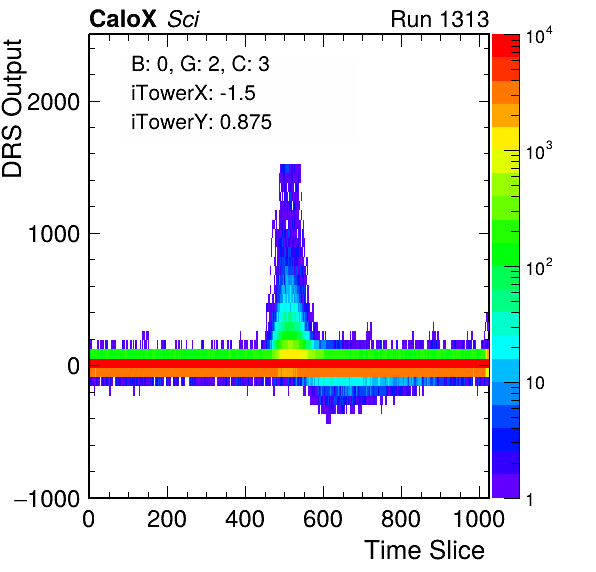 CaloX Sci Run 1313
B: 0, G: 2, C: 3
iTowerX: -1.5
iTowerY: 0.875
DRS Output
2000
1000
0
−1000
0 200 400 600 800 1000
Time Slice
10^4
10^3
10^2
10
1